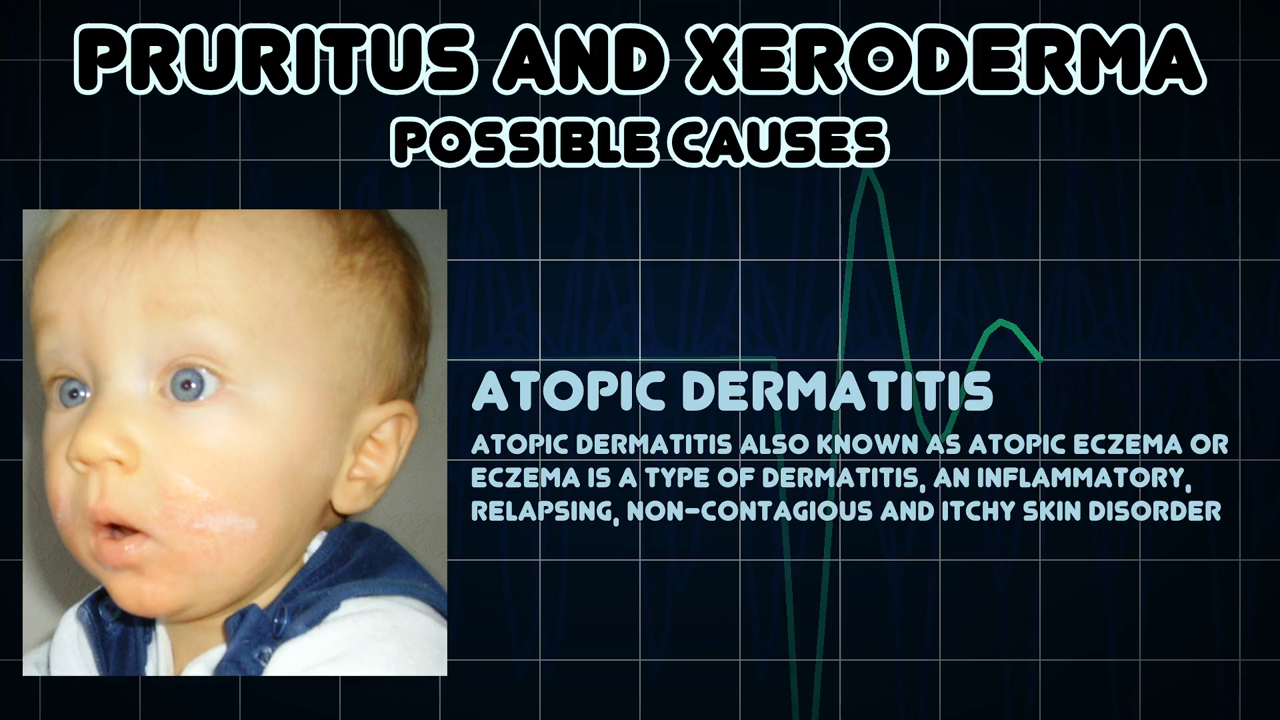 PRURITUS AND XERODERMA
POSSIBLE CAUSES
ATOPIC DERMATITIS
ATOPIC DERMATITIS ALSO KNOWN AS ATOPIC ECZEMA OR
ECZEMA IS A TYPE OF DERMATITIS, AN INFLAMMATORY,
RELAPSING, NON-CONTAGIOUS AND ITCHY SKIN DISORDER